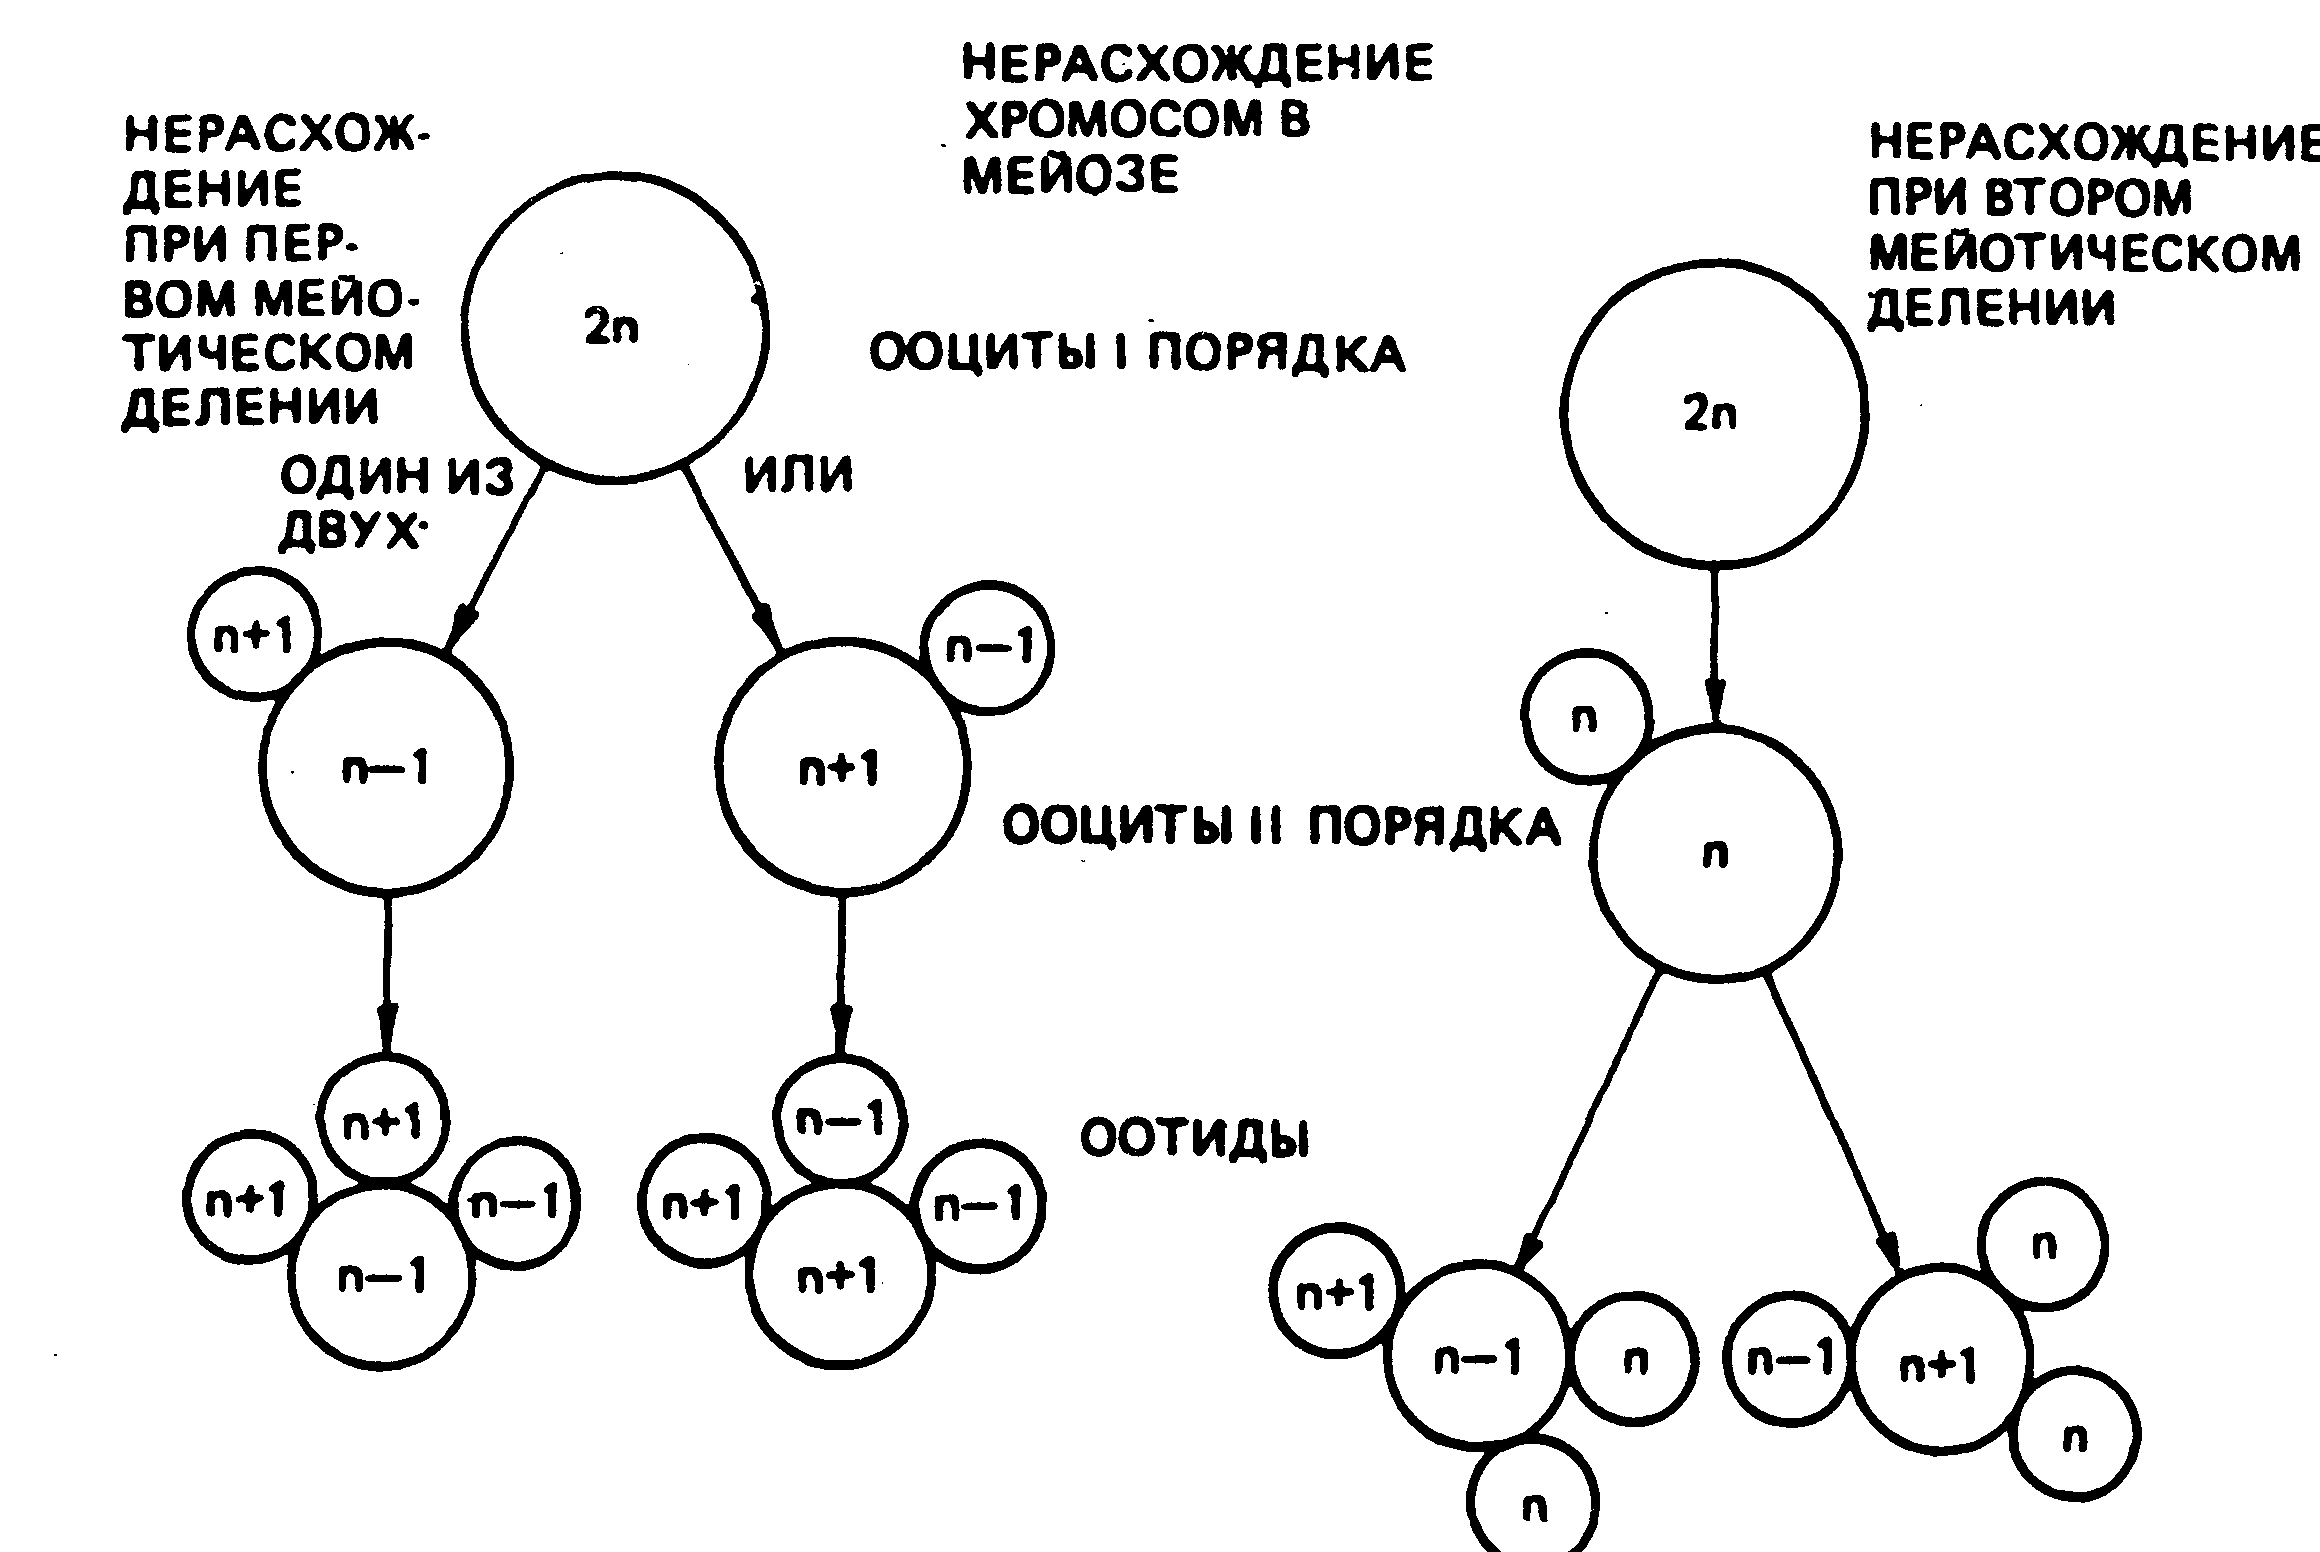 НЕРАСХОЖДЕНИЕ
ХРОМОСОМ В
МЕЙОЗЕ
НЕРАСХОЖ-
ДЕНИЕ
ПРИ ПЕР-
ВОМ МЕЙО-
ТИЧЕСКОМ
ДЕЛЕНИИ
НЕРАСХОЖДЕНИЕ
ПРИ ВТОРОМ
МЕЙОТИЧЕСКОМ
ДЕЛЕНИИ
2n
ООЦИТЫ I ПОРЯДКА
2n
ОДИН ИЗ
ДВУХ
ИЛИ
n+1
n–1
n–1
n+1
n
n
ООЦИТЫ II ПОРЯДКА
n+1
n+1
n–1
n–1
n–1
n+1
n–1
n+1
ООТИДЫ
n+1
n–1
n
n
n
n–1
n+1
n